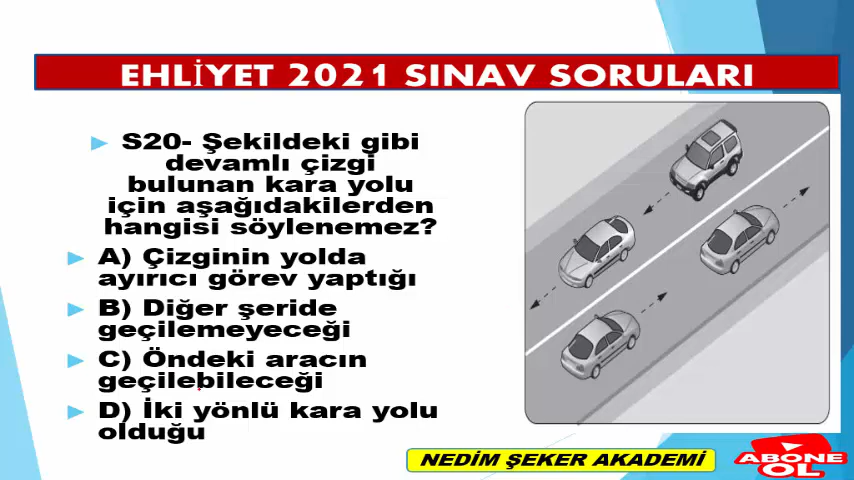 EHLİYET 2021 SINAV SORULARI
S20- Şekildeki gibi
devamlı çizgi
bulunan kara yolu
için aşağıdakilerden
hangisi söylenemez?
A) Çizginin yolda
ayırıcı görev yaptığı
B) Diğer şeride
geçilemeyeceği
C) Öndeki aracın
geçilebileceği
D) İki yönlü kara yolu
olduğu
NEDİM ŞEKER AKADEMİ
ABONE
OL